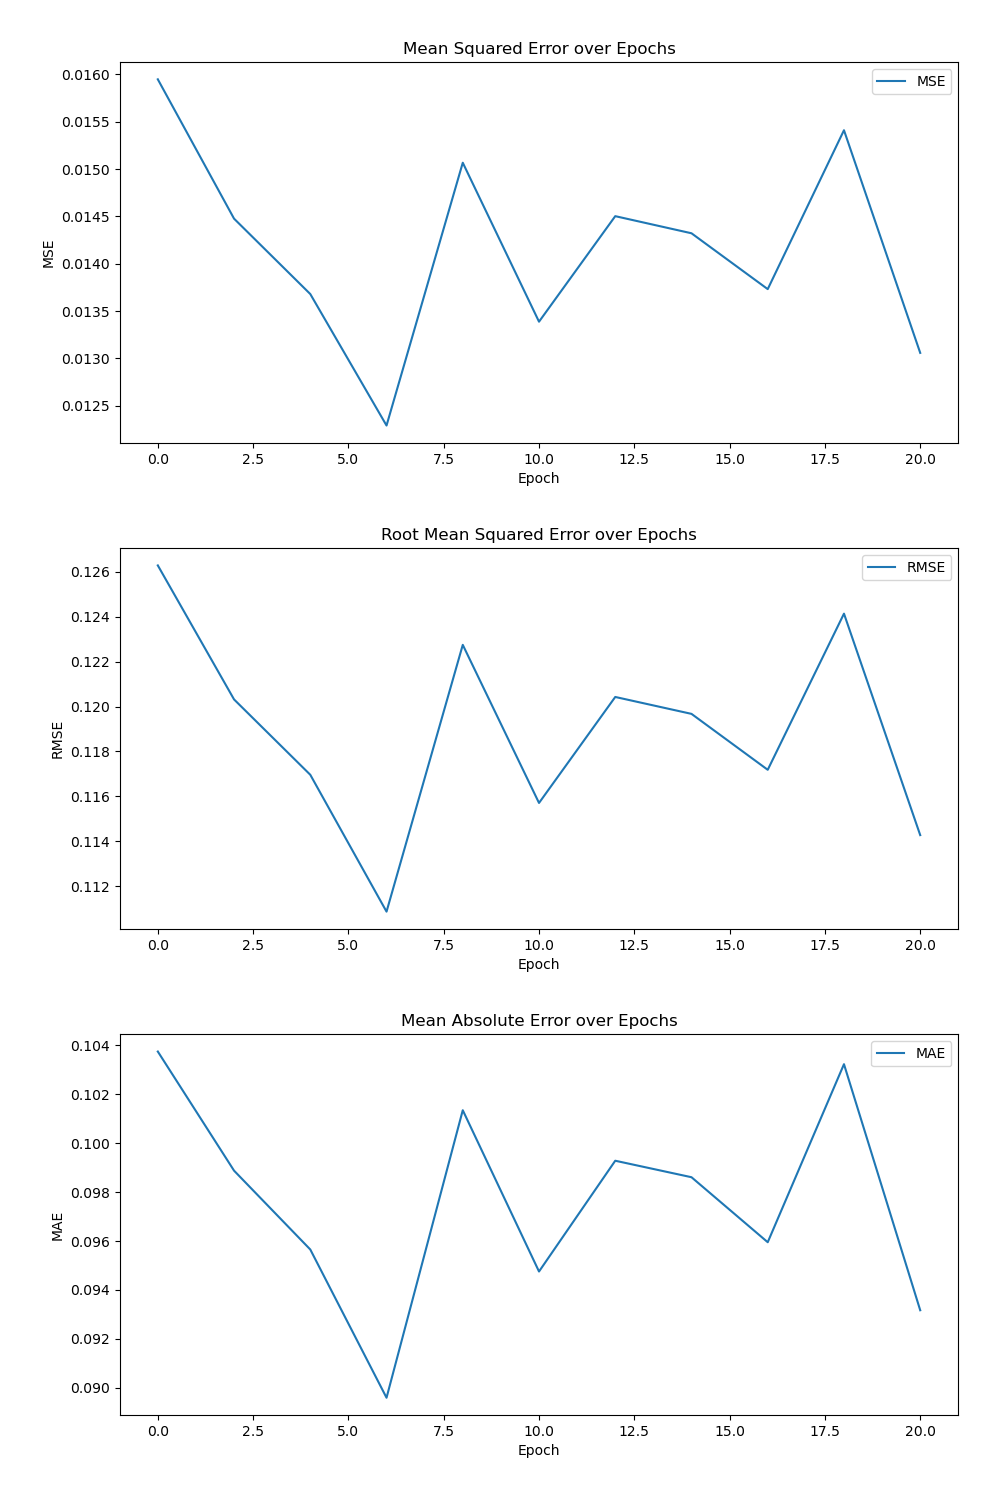 Mean Squared Error over Epochs
MSE
0.0160
0.0155
0.0150
0.0145
0.0140
0.0135
0.0130
0.0125
MSE
0.0 2.5 5.0 7.5 10.0 12.5 15.0 17.5 20.0
Epoch
Root Mean Squared Error over Epochs
RMSE
0.126
0.124
0.122
0.120
0.118
0.116
0.114
0.112
RMSE
0.0 2.5 5.0 7.5 10.0 12.5 15.0 17.5 20.0
Epoch
Mean Absolute Error over Epochs
MAE
0.104
0.102
0.100
0.098
0.096
0.094
0.092
0.090
MAE
0.0 2.5 5.0 7.5 10.0 12.5 15.0 17.5 20.0
Epoch